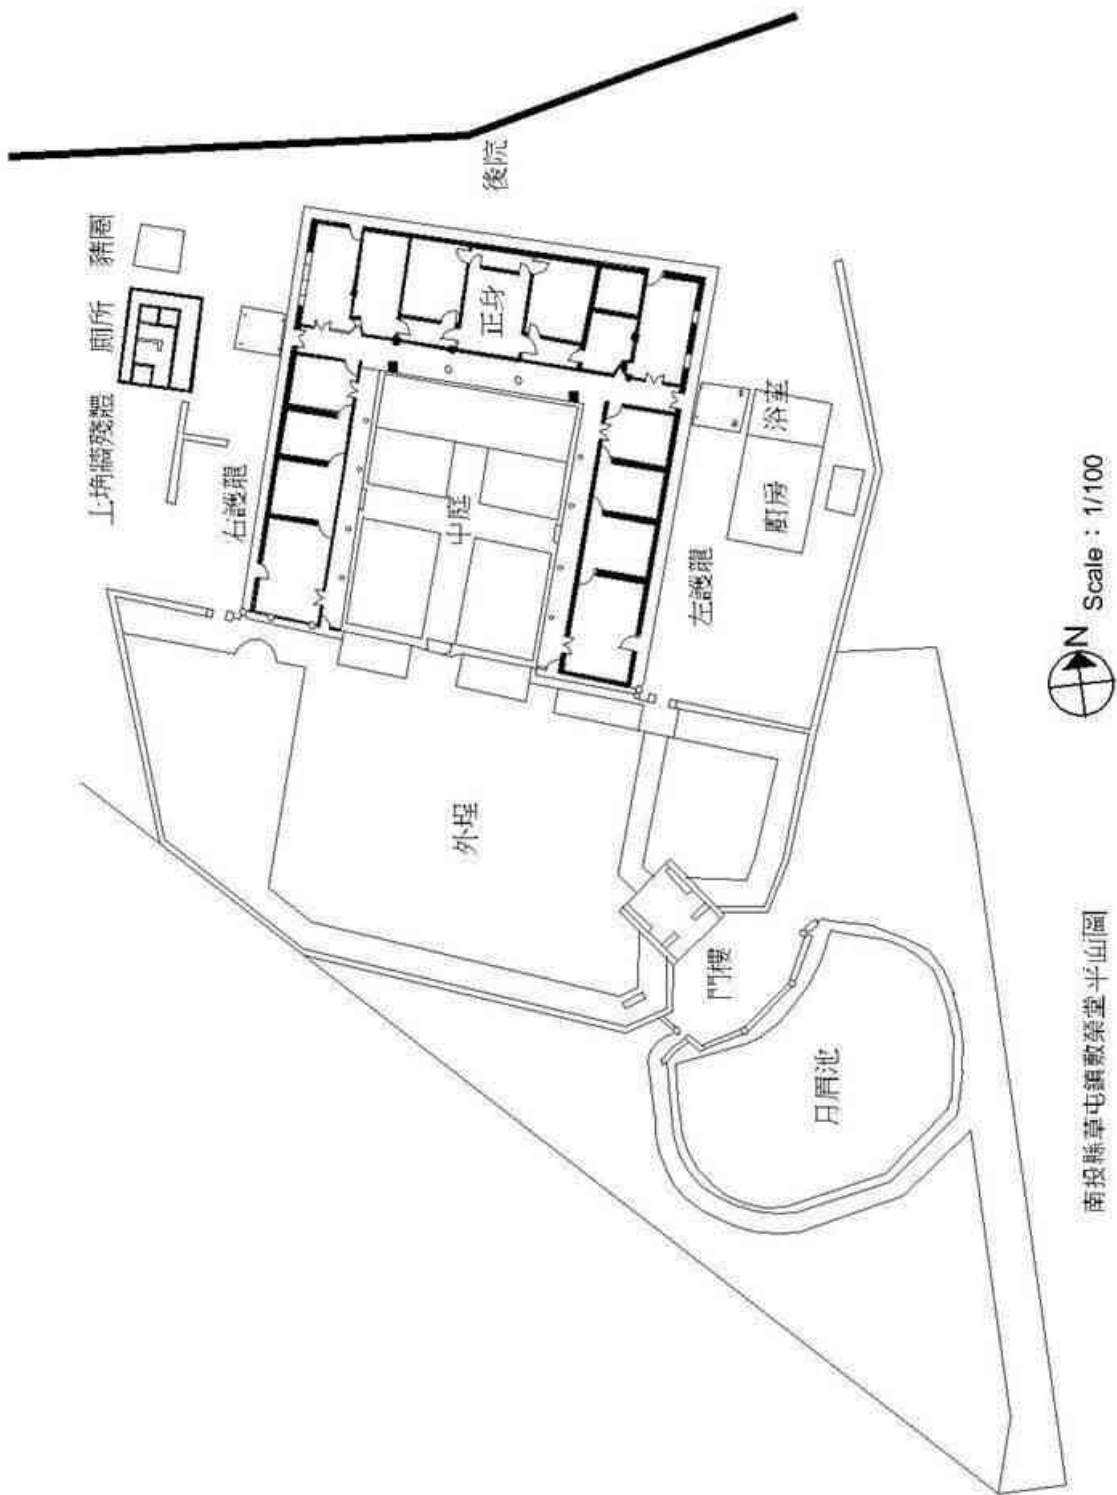 後院
豬圈
廁所
土埆牆殘體
右護龍
正身
中庭
浴室
廚房
左護龍
外埕
門樓
月眉池
N
Scale：1/100
南投縣草屯鎮敷榮堂平面圖